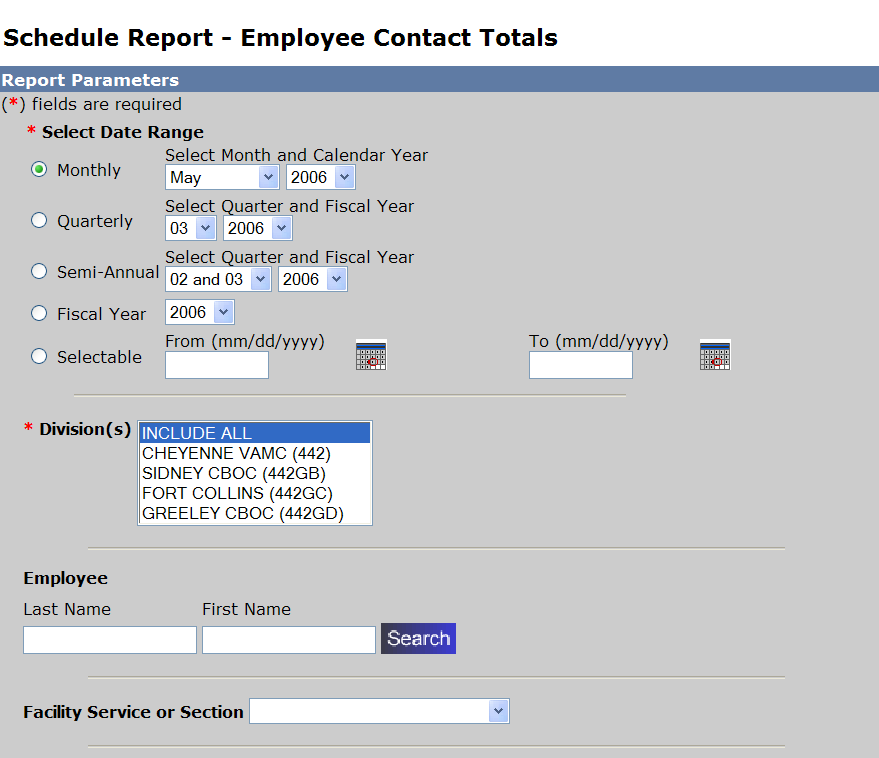 Schedule Report - Employee Contact Totals
Report Parameters
(*) fields are required
* Select Date Range
Select Month and Calendar Year
Monthly May 2006
Select Quarter and Fiscal Year
Quarterly 03 2006
Select Quarter and Fiscal Year
Semi-Annual 02 and 03 2006
Fiscal Year 2006
From (mm/dd/yyyy) To (mm/dd/yyyy)
Selectable
* Division(s) INCLUDE ALL
CHEYENNE VAMC (442)
SIDNEY CBOC (442GB)
FORT COLLINS (442GC)
GREELEY CBOC (442GD)
Employee
Last Name First Name
Search
Facility Service or Section